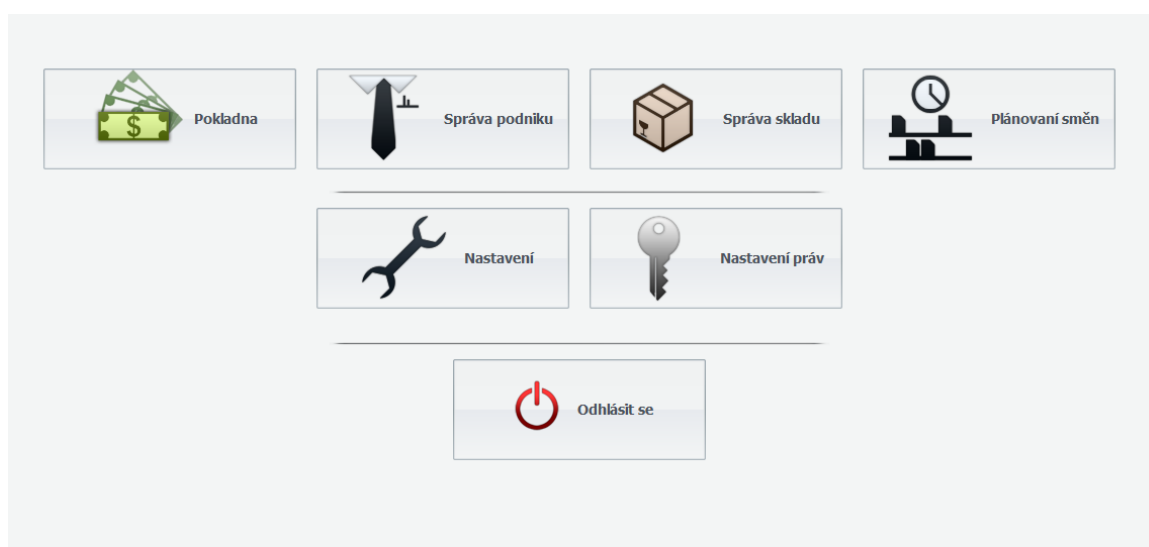 Pokladna
Správa podniku
Správa skladu
Plánovaní směn
Nastavení
Nastavení práv
Odhlásit se